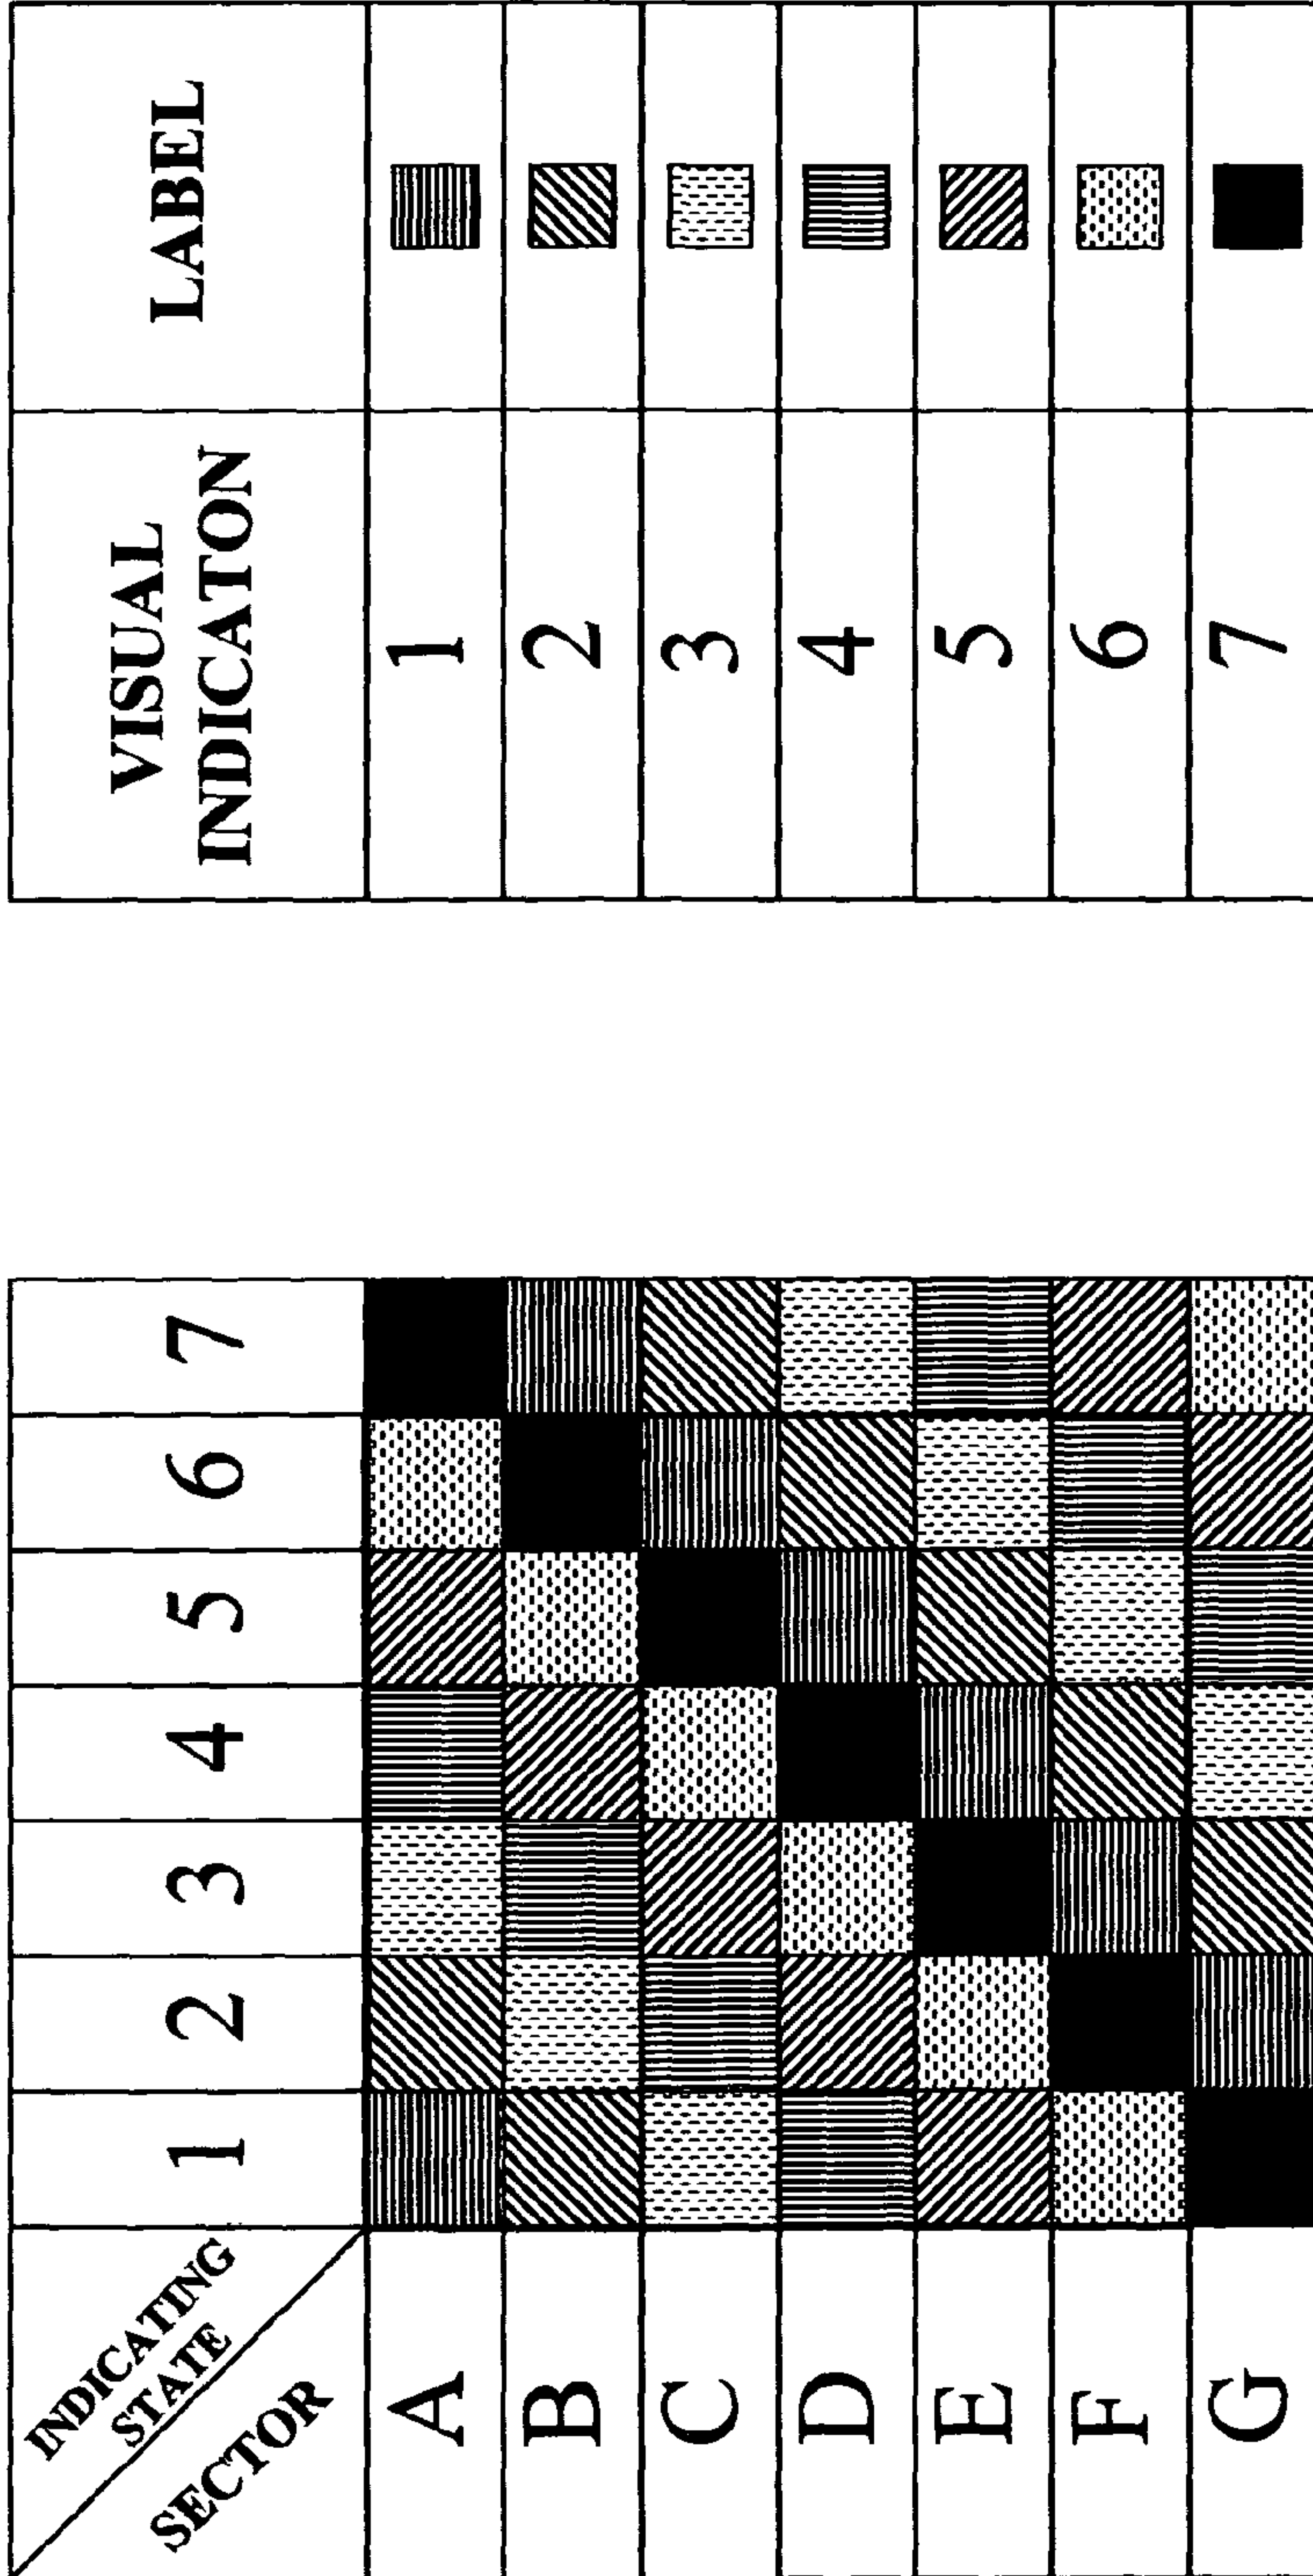 INDICATING
STATE
SECTOR
1 2 3 4 5 6 7
A
B
C
D
E
F
G
VISUAL
INDICATON
LABEL
1
2
3
4
5
6
7